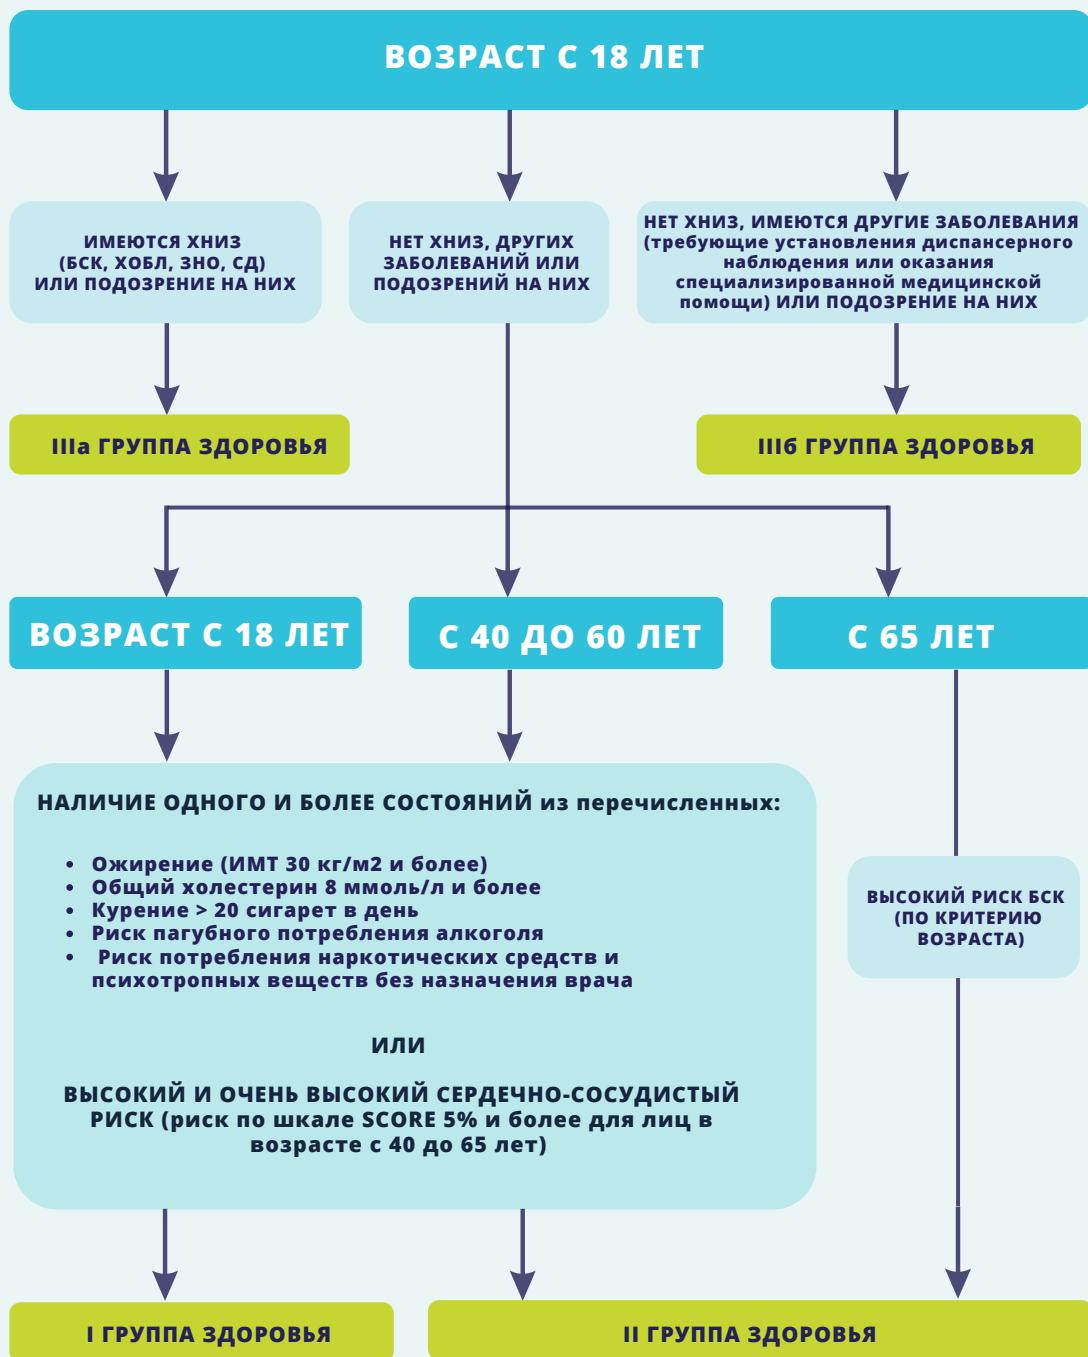 ВОЗРАСТ С 18 ЛЕТ
ИМЕЮТСЯ ХНИЗ
(БСК, ХОБЛ, ЗНО, СД)
ИЛИ ПОДОЗРЕНИЕ НА НИХ
НЕТ ХНИЗ, ДРУГИХ
ЗАБОЛЕВАНИЙ ИЛИ
ПОДОЗРЕНИЙ НА НИХ
НЕТ ХНИЗ, ИМЕЮТСЯ ДРУГИЕ ЗАБОЛЕВАНИЯ
(требующие установления диспансерного
наблюдения или оказания
специализированной медицинской
помощи) ИЛИ ПОДОЗРЕНИЕ НА НИХ
IIIа ГРУППА ЗДОРОВЬЯ
IIIб ГРУППА ЗДОРОВЬЯ
ВОЗРАСТ С 18 ЛЕТ
С 40 ДО 60 ЛЕТ
С 65 ЛЕТ
НАЛИЧИЕ ОДНОГО И БОЛЕЕ СОСТОЯНИЙ из перечисленных:
• Ожирение (ИМТ 30 кг/м2 и более)
• Общий холестерин 8 ммоль/л и более
• Курение > 20 сигарет в день
• Риск пагубного потребления алкоголя
• Риск потребления наркотических средств и
психотропных веществ без назначения врача
ИЛИ
ВЫСОКИЙ И ОЧЕНЬ ВЫСОКИЙ СЕРДЕЧНО-СОСУДИСТЫЙ
РИСК (риск по шкале SCORE 5% и более для лиц в
возрасте с 40 до 65 лет)
ВЫСОКИЙ РИСК БСК
(ПО КРИТЕРИЮ
ВОЗРАСТА)
I ГРУППА ЗДОРОВЬЯ
II ГРУППА ЗДОРОВЬЯ